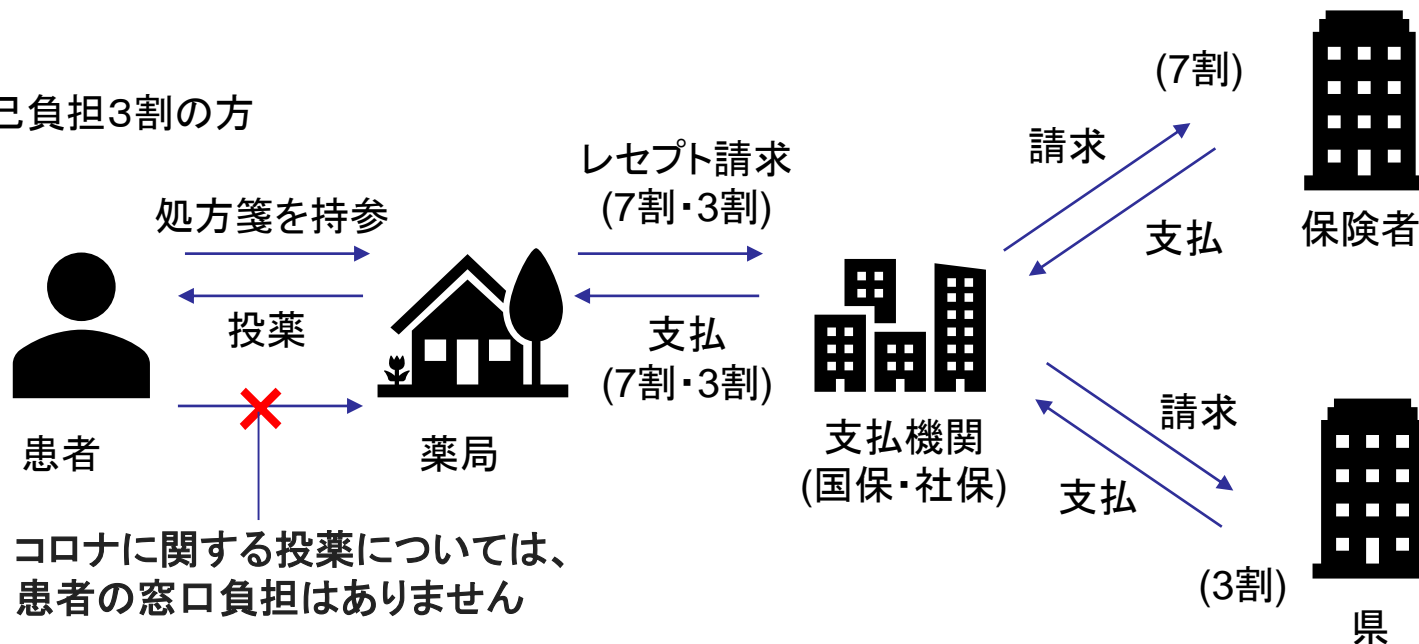 己負担3割の方
処方箋を持参
投薬
患者
薬局
コロナに関する投薬については、
患者の窓口負担はありません
レセプト請求
(7割・3割)
支払
(7割・3割)
支払機関
(国保・社保)
(7割)
請求
支払
保険者
請求
支払
(3割)
県